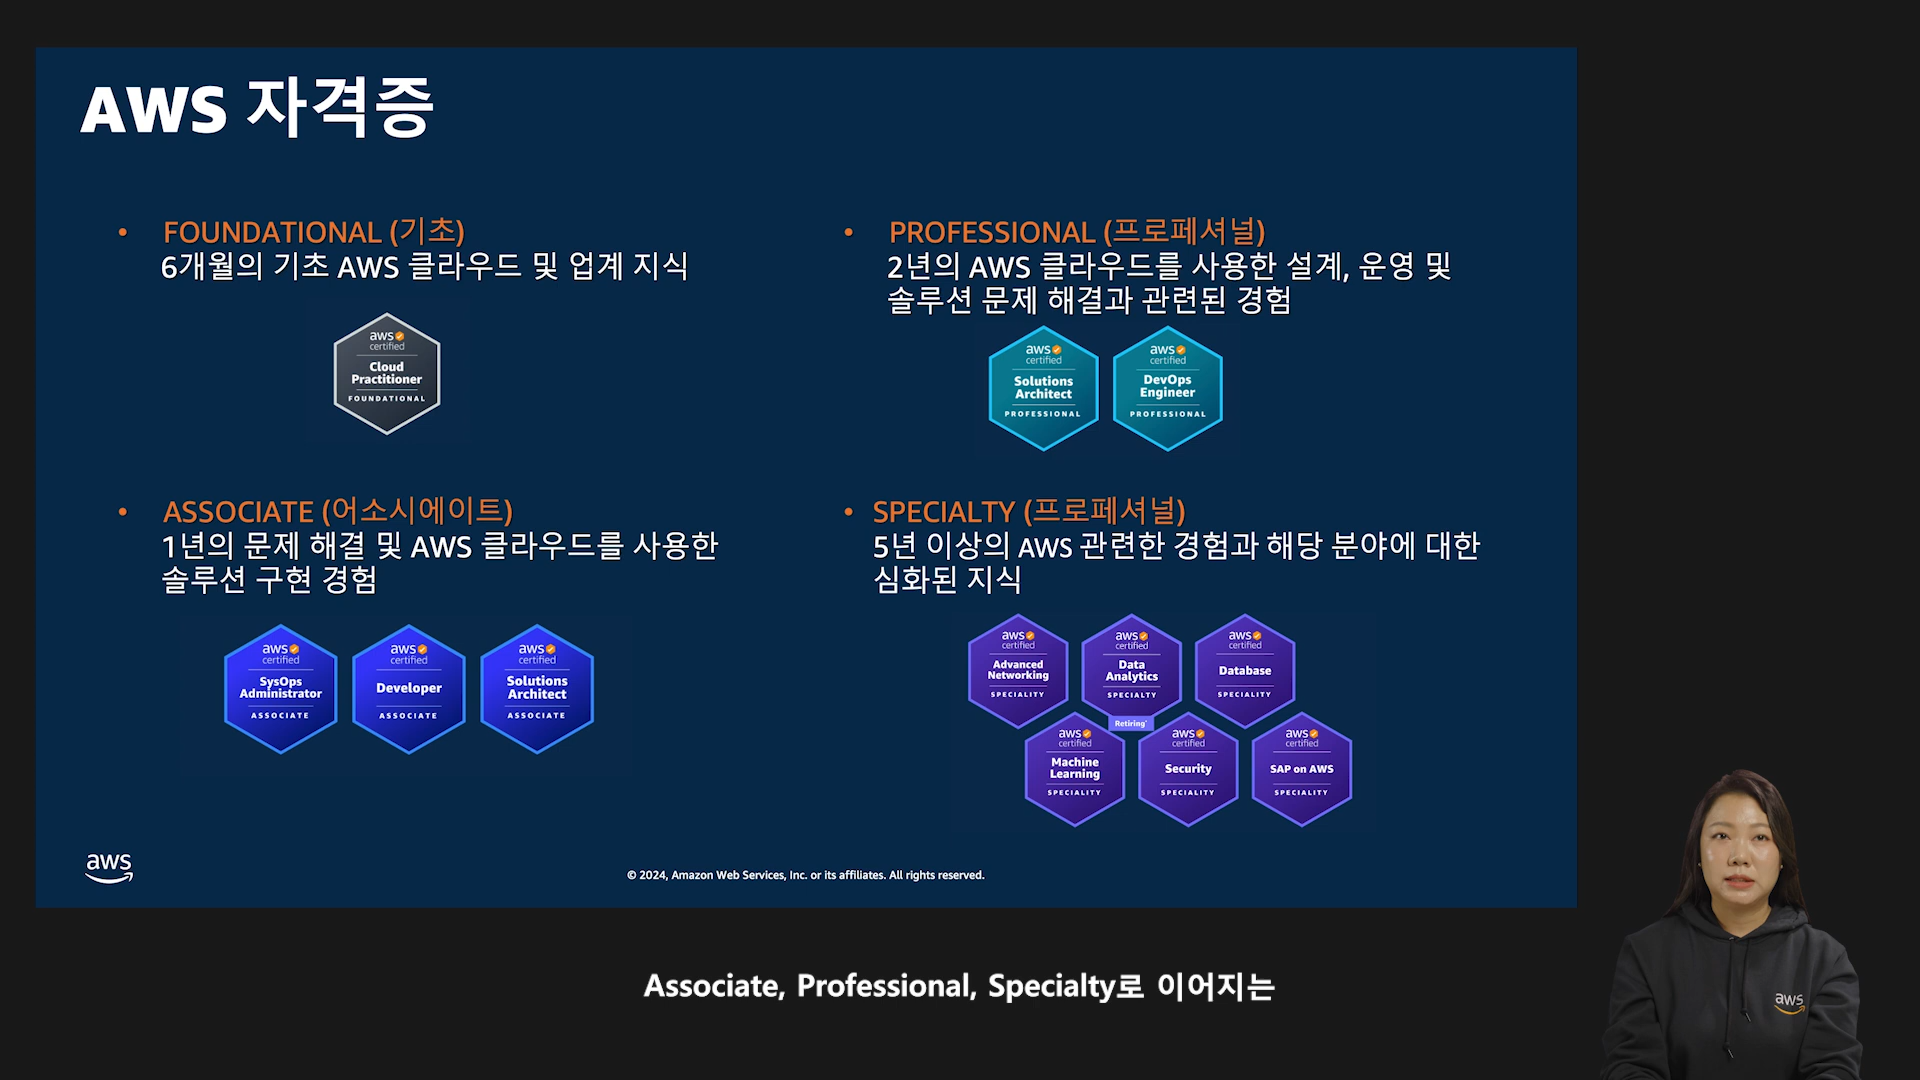 AWS 자격증
• FOUNDATIONAL (기초)
6개월의 기초 AWS 클라우드 및 업계 지식
aws
certified
Cloud
Practitioner
FOUNDATIONAL
• PROFESSIONAL (프로페셔널)
2년의 AWS 클라우드를 사용한 설계, 운영 및
솔루션 문제 해결과 관련된 경험
aws
certified
Solutions
Architect
PROFESSIONAL
aws
certified
DevOps
Engineer
PROFESSIONAL
• ASSOCIATE (어소시에이트)
1년의 문제 해결 및 AWS 클라우드를 사용한
솔루션 구현 경험
aws
certified
SysOps
Administrator
ASSOCIATE
aws
certified
Developer
ASSOCIATE
aws
certified
Solutions
Architect
ASSOCIATE
• SPECIALTY (프로페셔널)
5년 이상의 AWS 관련한 경험과 해당 분야에 대한
심화된 지식
aws
certified
Advanced
Networking
SPECIALITY
aws
certified
Data
Analytics
SPECIALTY
Retiring*
aws
certified
Database
SPECIALITY
aws
certified
Machine
Learning
SPECIALITY
aws
certified
Security
SPECIALITY
aws
certified
SAP on AWS
SPECIALITY
aws
© 2024, Amazon Web Services, Inc. or its affiliates. All rights reserved.
aws
Associate, Professional, Specialty로 이어지는